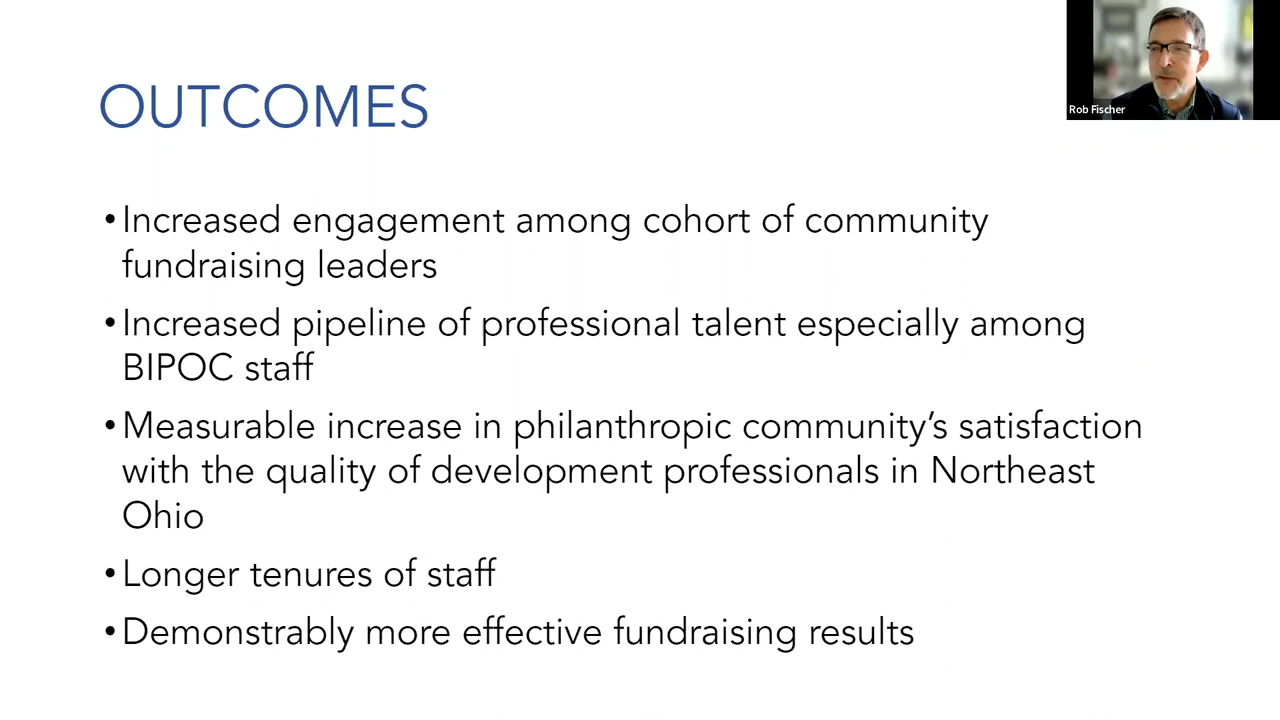 OUTCOMES
Rob Fischer
•Increased engagement among cohort of community
fundraising leaders
•Increased pipeline of professional talent especially among
BIPOC staff
•Measurable increase in philanthropic community’s satisfaction
with the quality of development professionals in Northeast
Ohio
•Longer tenures of staff
•Demonstrably more effective fundraising results